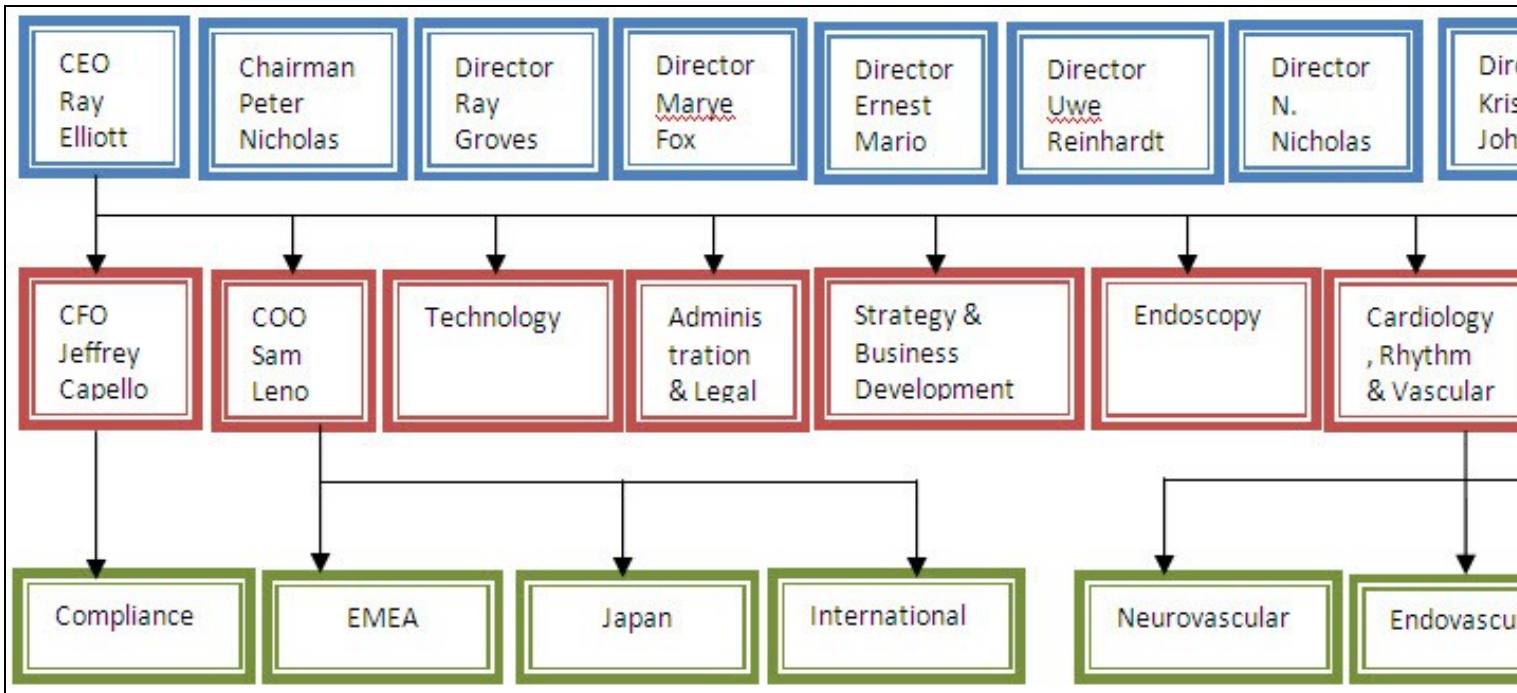 CEO
Ray
Elliott
Chairman
Peter
Nicholas
Director
Ray
Groves
Director
Marye
Fox
Director
Ernest
Mario
Director
Uwe
Reinhardt
Director
N.
Nicholas
CFO
Jeffrey
Capello
COO
Sam
Leno
Technology
Adminis
tration
& Legal
Strategy &
Business
Development
Endoscopy
Cardiology
, Rhythm
& Vascular
Compliance
EMEA
Japan
International
Neurovascular